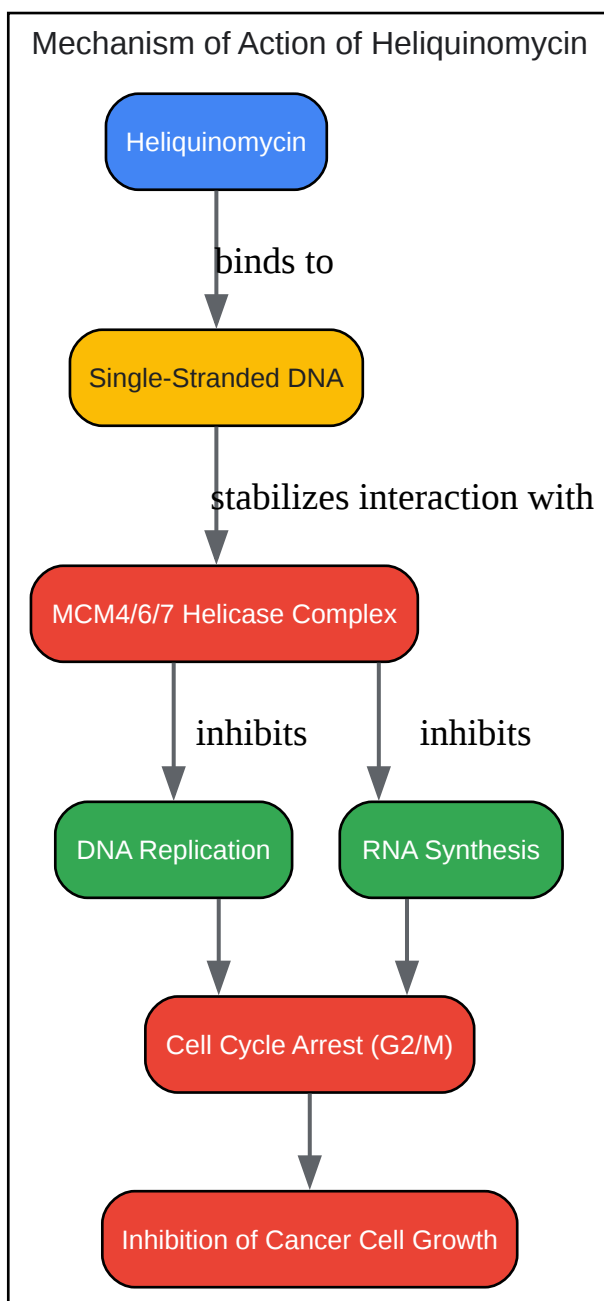 Mechanism of Action of Heliquinomycin
Heliquinomycin
binds to
Single-Stranded DNA
stabilizes interaction with
MCM4/6/7 Helicase Complex
inhibits
inhibits
DNA Replication
RNA Synthesis
Cell Cycle Arrest (G2/M)
Inhibition of Cancer Cell Growth